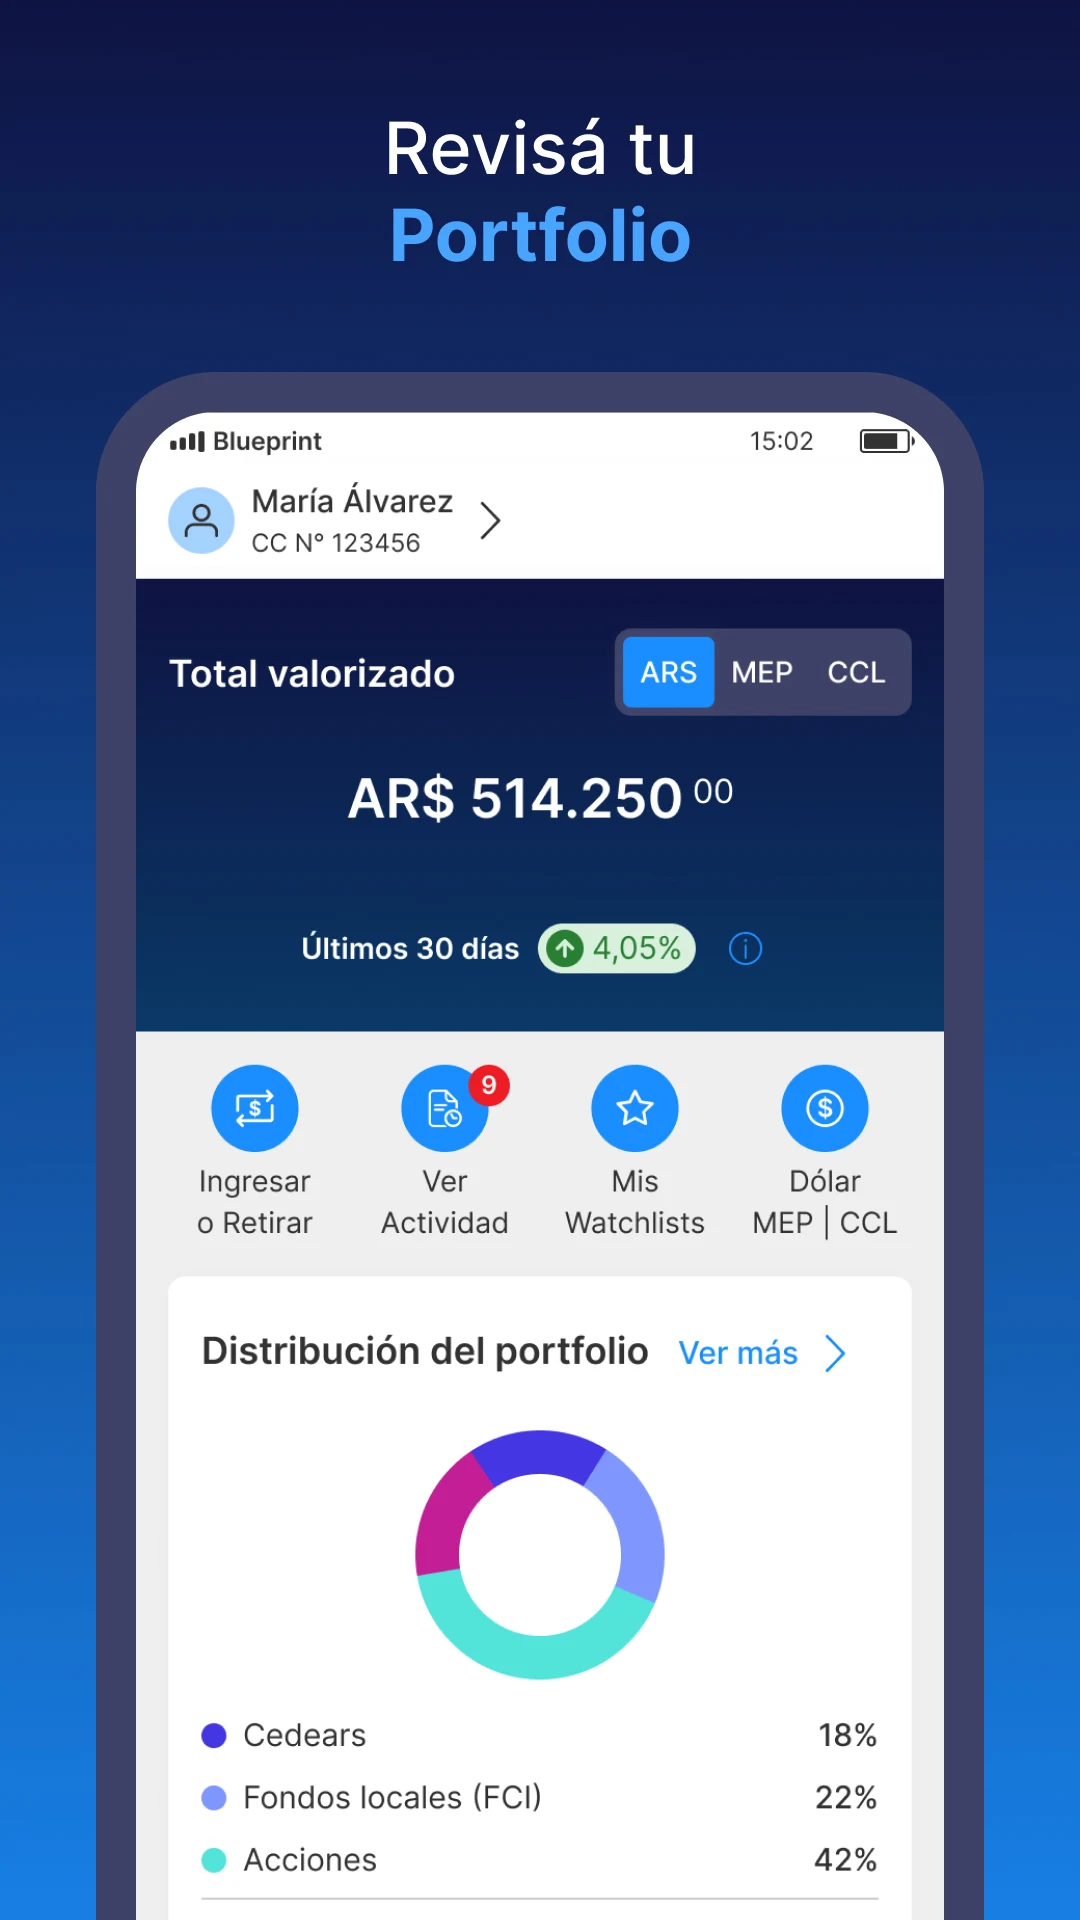 Revisá tu
Portfolio
Blueprint 15:02
María Álvarez
CC N° 123456
Total valorizado ARS MEP CCL
AR$ 514.250 00
Últimos 30 días 4,05%
9
Ingresar
o Retirar
Ver
Actividad
Mis
Watchlists
Dólar
MEP | CCL
Distribución del portfolio Ver más
Cedears 18%
Fondos locales (FCI) 22%
Acciones 42%